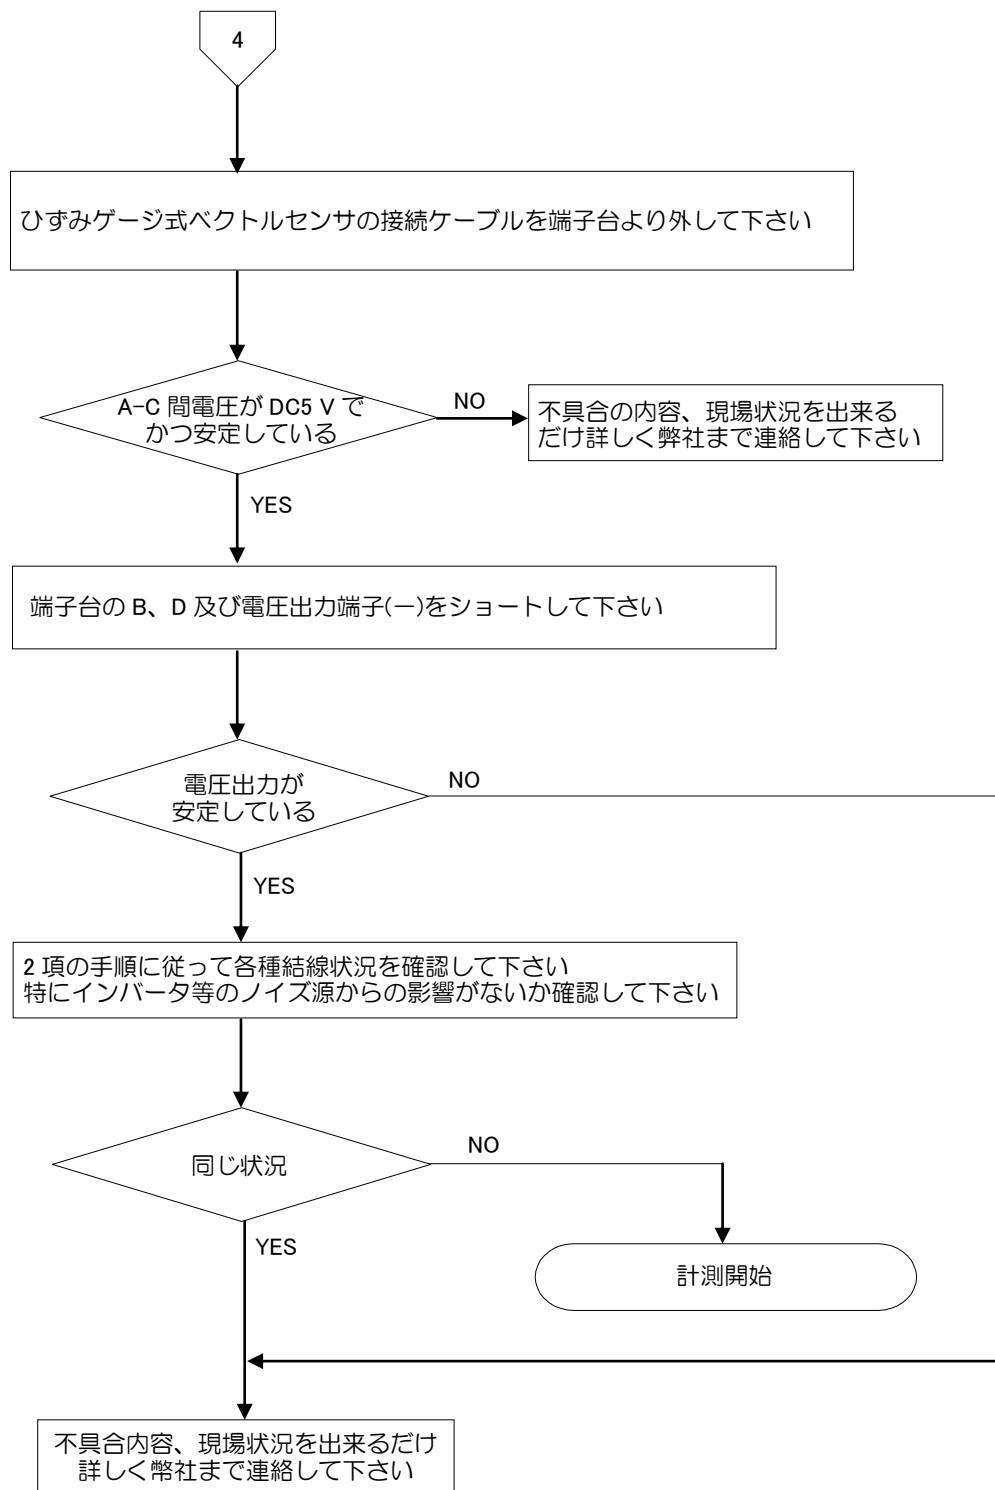 4
ひずみゲージ式ベクトルセンサの接続ケーブルを端子台より外して下さい
A-C 間電圧が DC5 V で
かつ安定している
NO
不具合の内容、現場状況を出来る
だけ詳しく弊社まで連絡して下さい
YES
端子台の B、D 及び電圧出力端子(ー)をショートして下さい
電圧出力が
安定している
NO
YES
2 項の手順に従って各種結線状況を確認して下さい
特にインバータ等のノイズ源からの影響がないか確認して下さい
同じ状況
NO
YES
計測開始
不具合内容、現場状況を出来るだけ
詳しく幣社まで連絡して下さい